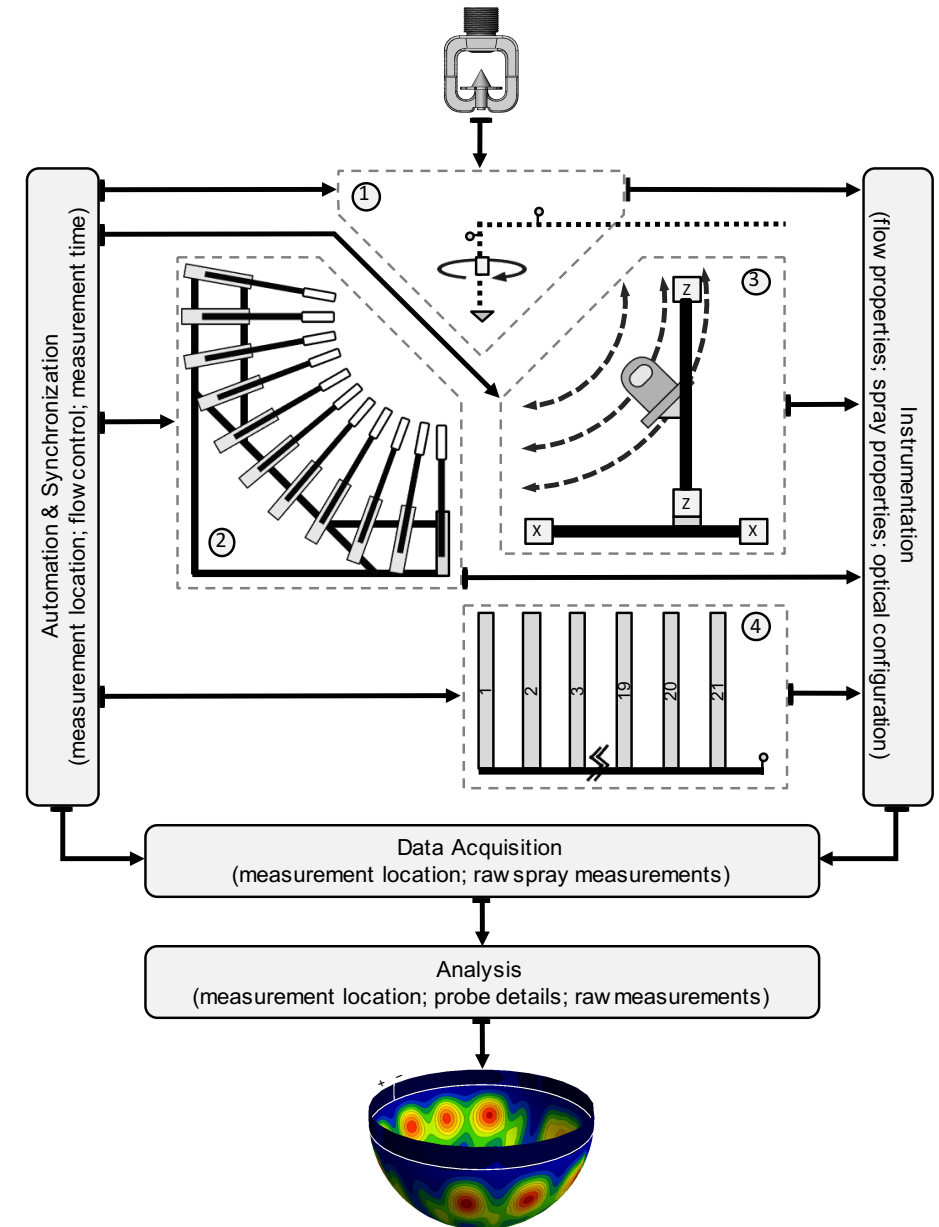 1
Automation & Synchronization
(measurement location; flow control; measurement time)
2
3
Z
Z
X
X
Instrumentation
(flow properties; spray properties; optical configuration)
4
1
2
3
19
20
21
Data Acquisition
(measurement location; raw spray measurements)
Analysis
(measurement location; probe details; raw measurements)
+ −